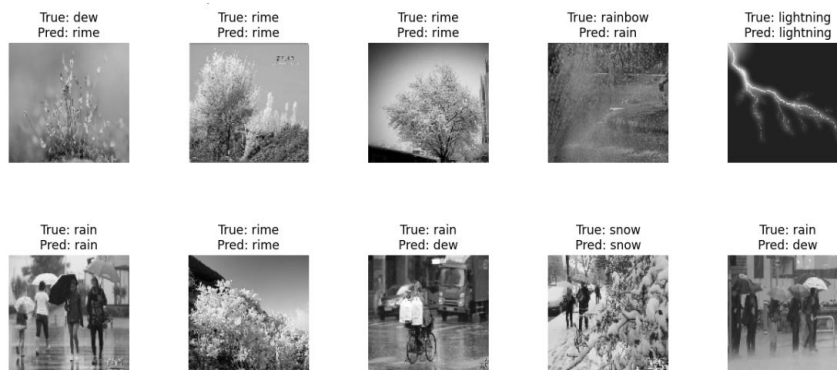 True: dew
Pred: rime
True: rime
Pred: rime
True: rime
Pred: rime
True: rainbow
Pred: rain
True: lightning
Pred: lightning
True: rain
Pred: rain
True: rime
Pred: rime
True: rain
Pred: dew
True: snow
Pred: snow
True: rain
Pred: dew